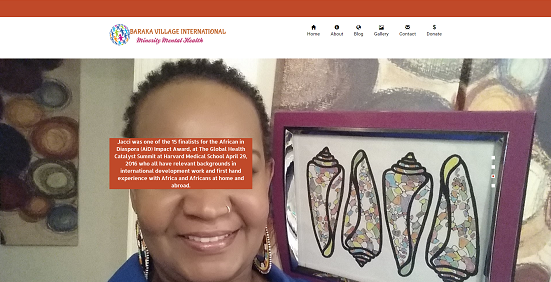 BARAKA VILLAGE INTERNATIONAL
Minority Mental Health
Home About Blog Gallery Contact Donate
Jacci was one of the 15 finalists for the African in
Diaspora (AiD) Impact Award, at The Global Health
Catalyst Summit at Harvard Medical School April 29,
2016 who all have relevant backgrounds in
international development work and first hand
experience with Africa and Africans at home and
abroad.